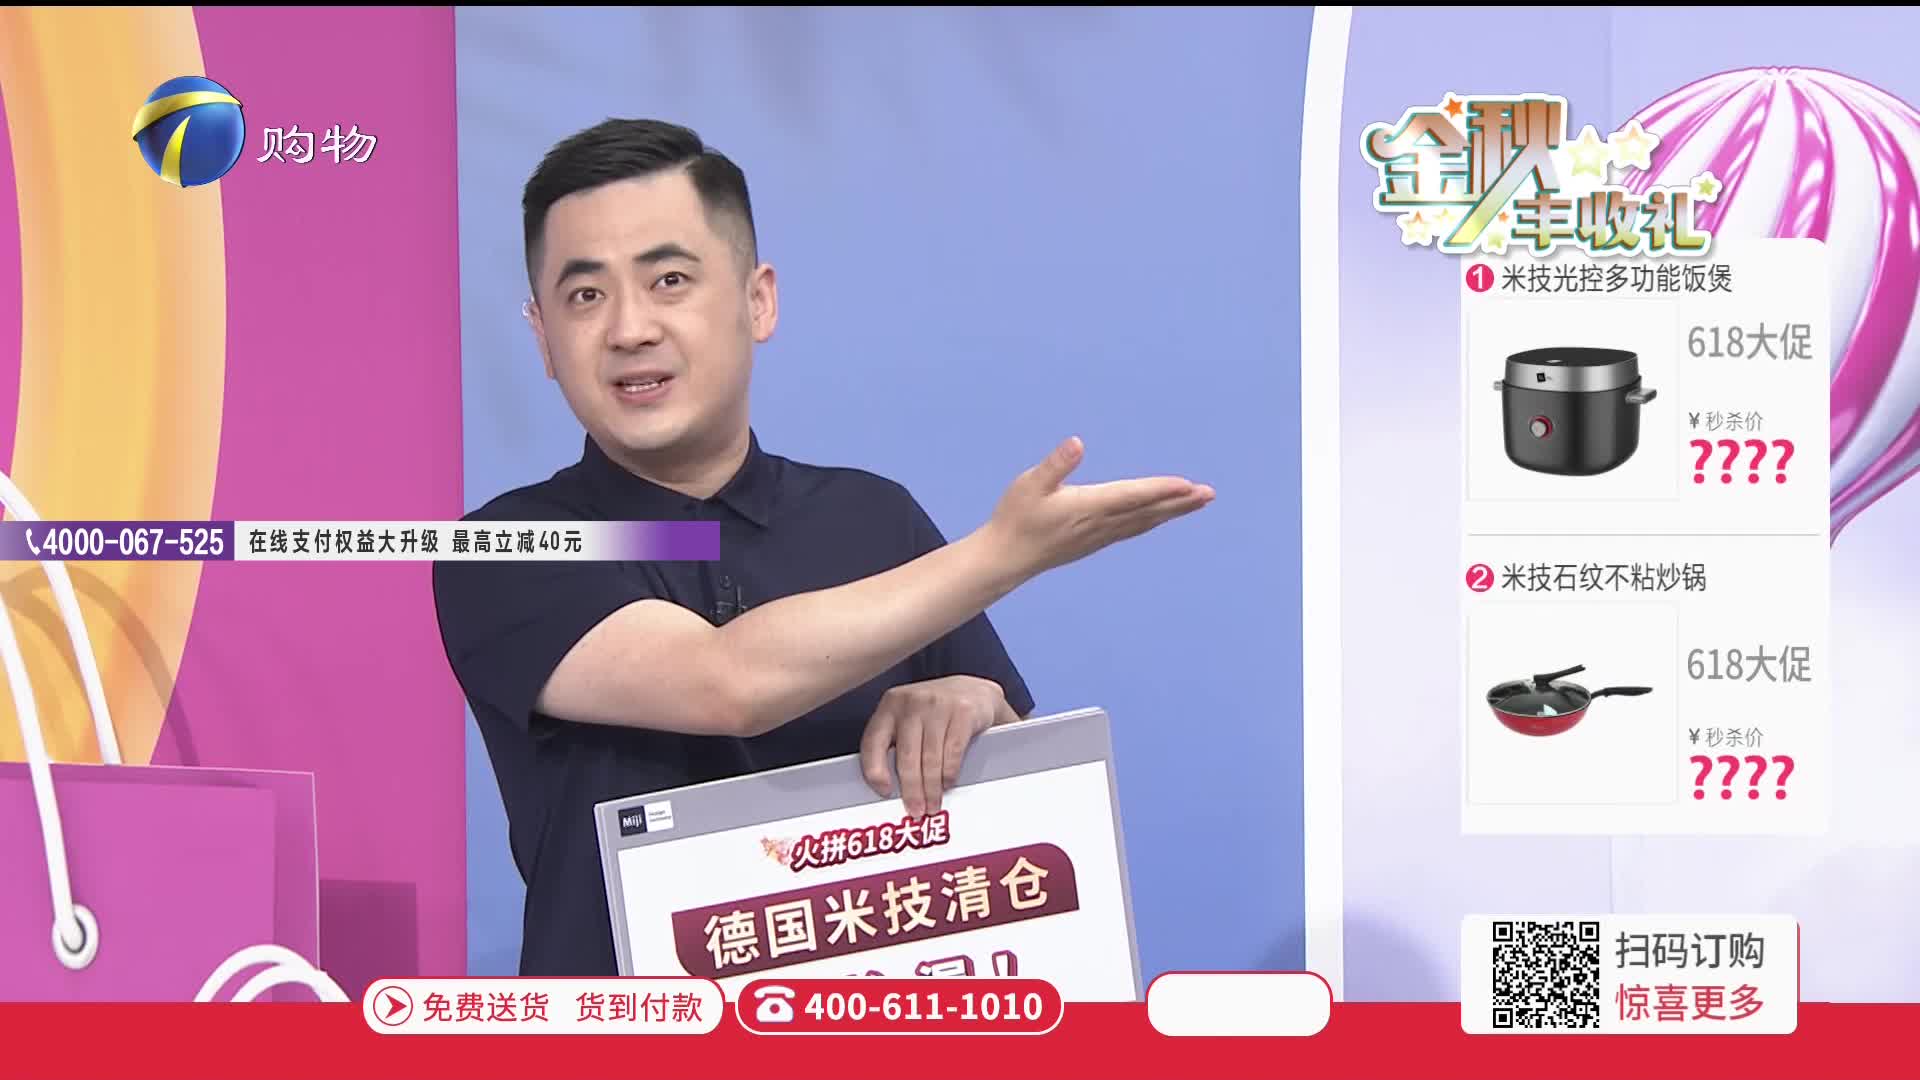 购物
金秋
丰收礼
1 米技光控多功能饭煲
618大促
¥ 秒杀价
????
2 米技石纹不粘炒锅
618大促
¥ 秒杀价
????
4000-067-525 在线支付权益大升级 最高立减40元
Miji
火拼618大促
德国米技清仓
免费送货 货到付款
400-611-1010
扫码订购
惊喜更多